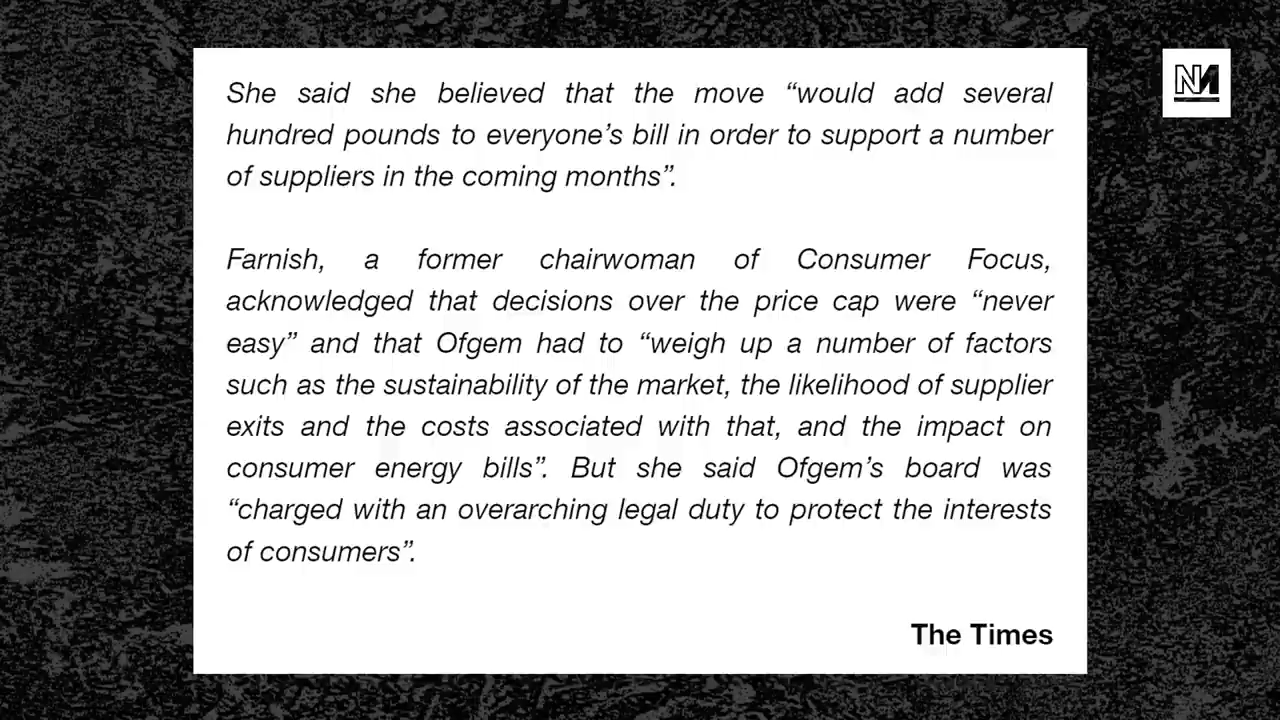 She said she believed that the move “would add several
hundred pounds to everyone’s bill in order to support a number
of suppliers in the coming months”.
Farnish, a former chairwoman of Consumer Focus,
acknowledged that decisions over the price cap were “never
easy” and that Ofgem had to “weigh up a number of factors
such as the sustainability of the market, the likelihood of supplier
exits and the costs associated with that, and the impact on
consumer energy bills”. But she said Ofgem’s board was
“charged with an overarching legal duty to protect the interests
of consumers”.
The Times
NM